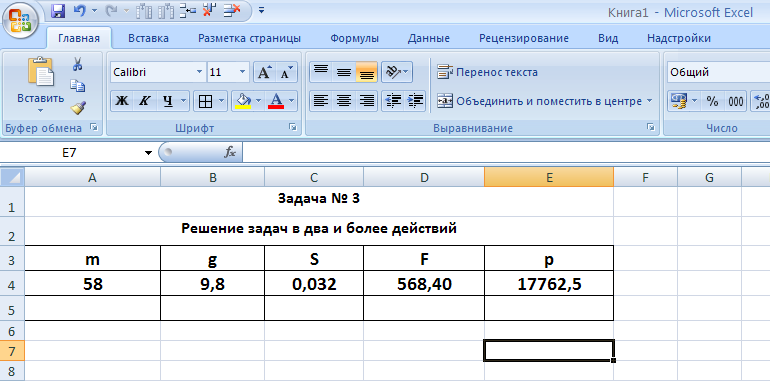 Книга1 - Microsoft Excel
Главная Вставка Разметка страницы Формулы Данные Рецензирование Вид Надстройки
Вставить
Calibri 11
Ж К Ч
Перенос текста
Объединить и поместить в центре
Общий
% 000
Буфер обмена Шрифт Выравнивание Число
E7 fx
A B C D E F G
1 Задача № 3
2 Решение задач в два и более действий
3 m g S F p
4 58 9,8 0,032 568,40 17762,5
5
6
7
8